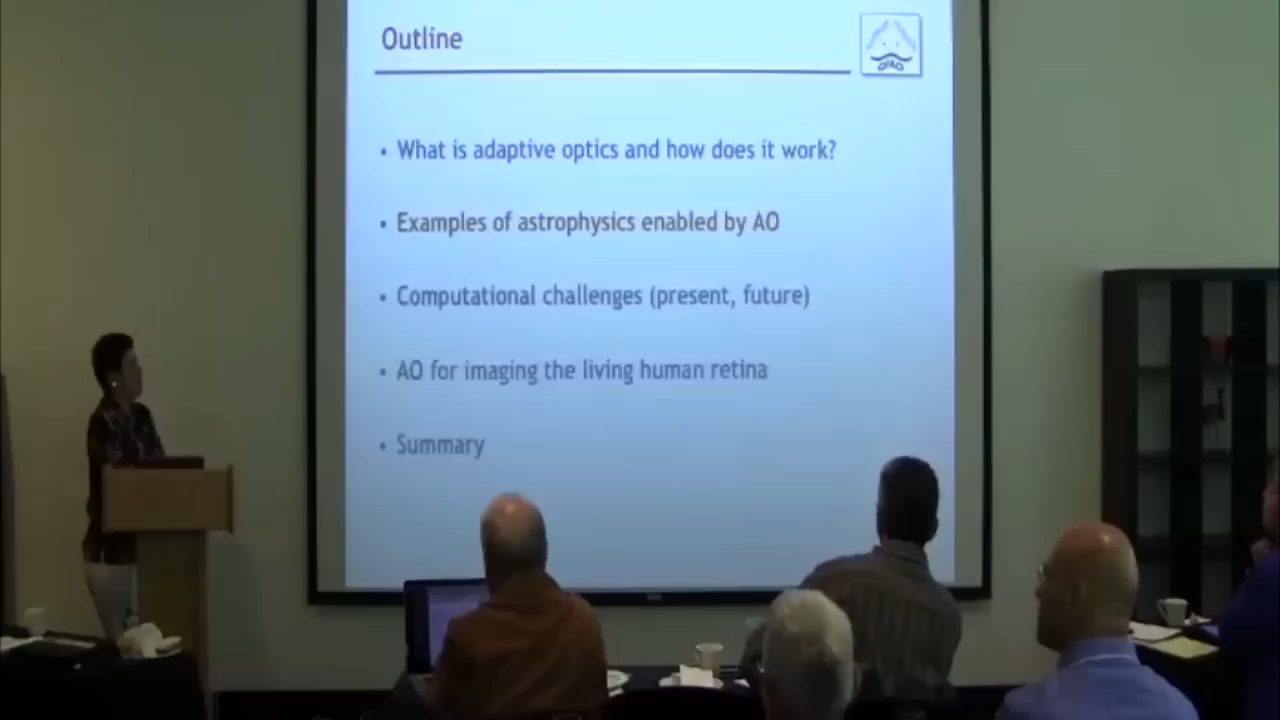 Outline
• What is adaptive optics and how does it work?
• Examples of astrophysics enabled by AO
• Computational challenges (present, future)
• AO for imaging the living human retina
• Summary